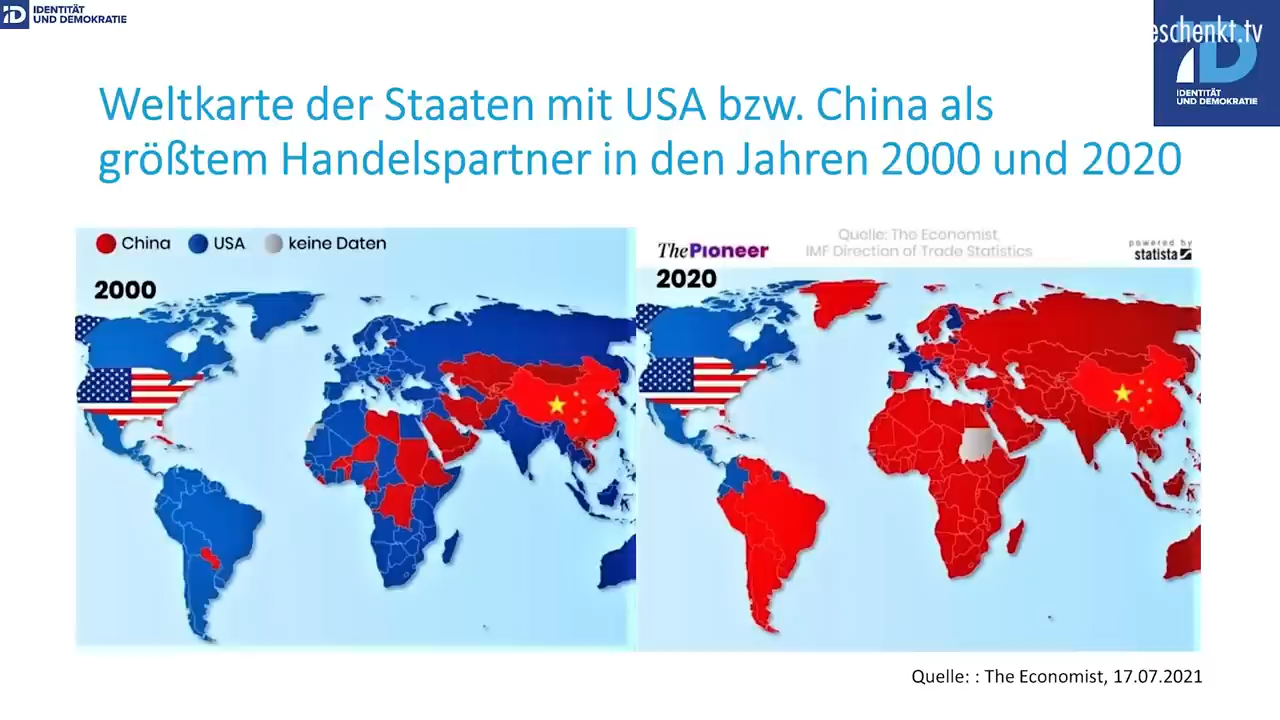 IDENTITÄT
UND DEMOKRATIE
eschenkt.tv
iD
IDENTITÄT
UND DEMOKRATIE
Weltkarte der Staaten mit USA bzw. China als
größtem Handelspartner in den Jahren 2000 und 2020
China USA keine Daten
2000
ThePioneer
Quelle: The Economist,
IMF Direction of Trade Statistics
powered by
statista
2020
Quelle: : The Economist, 17.07.2021